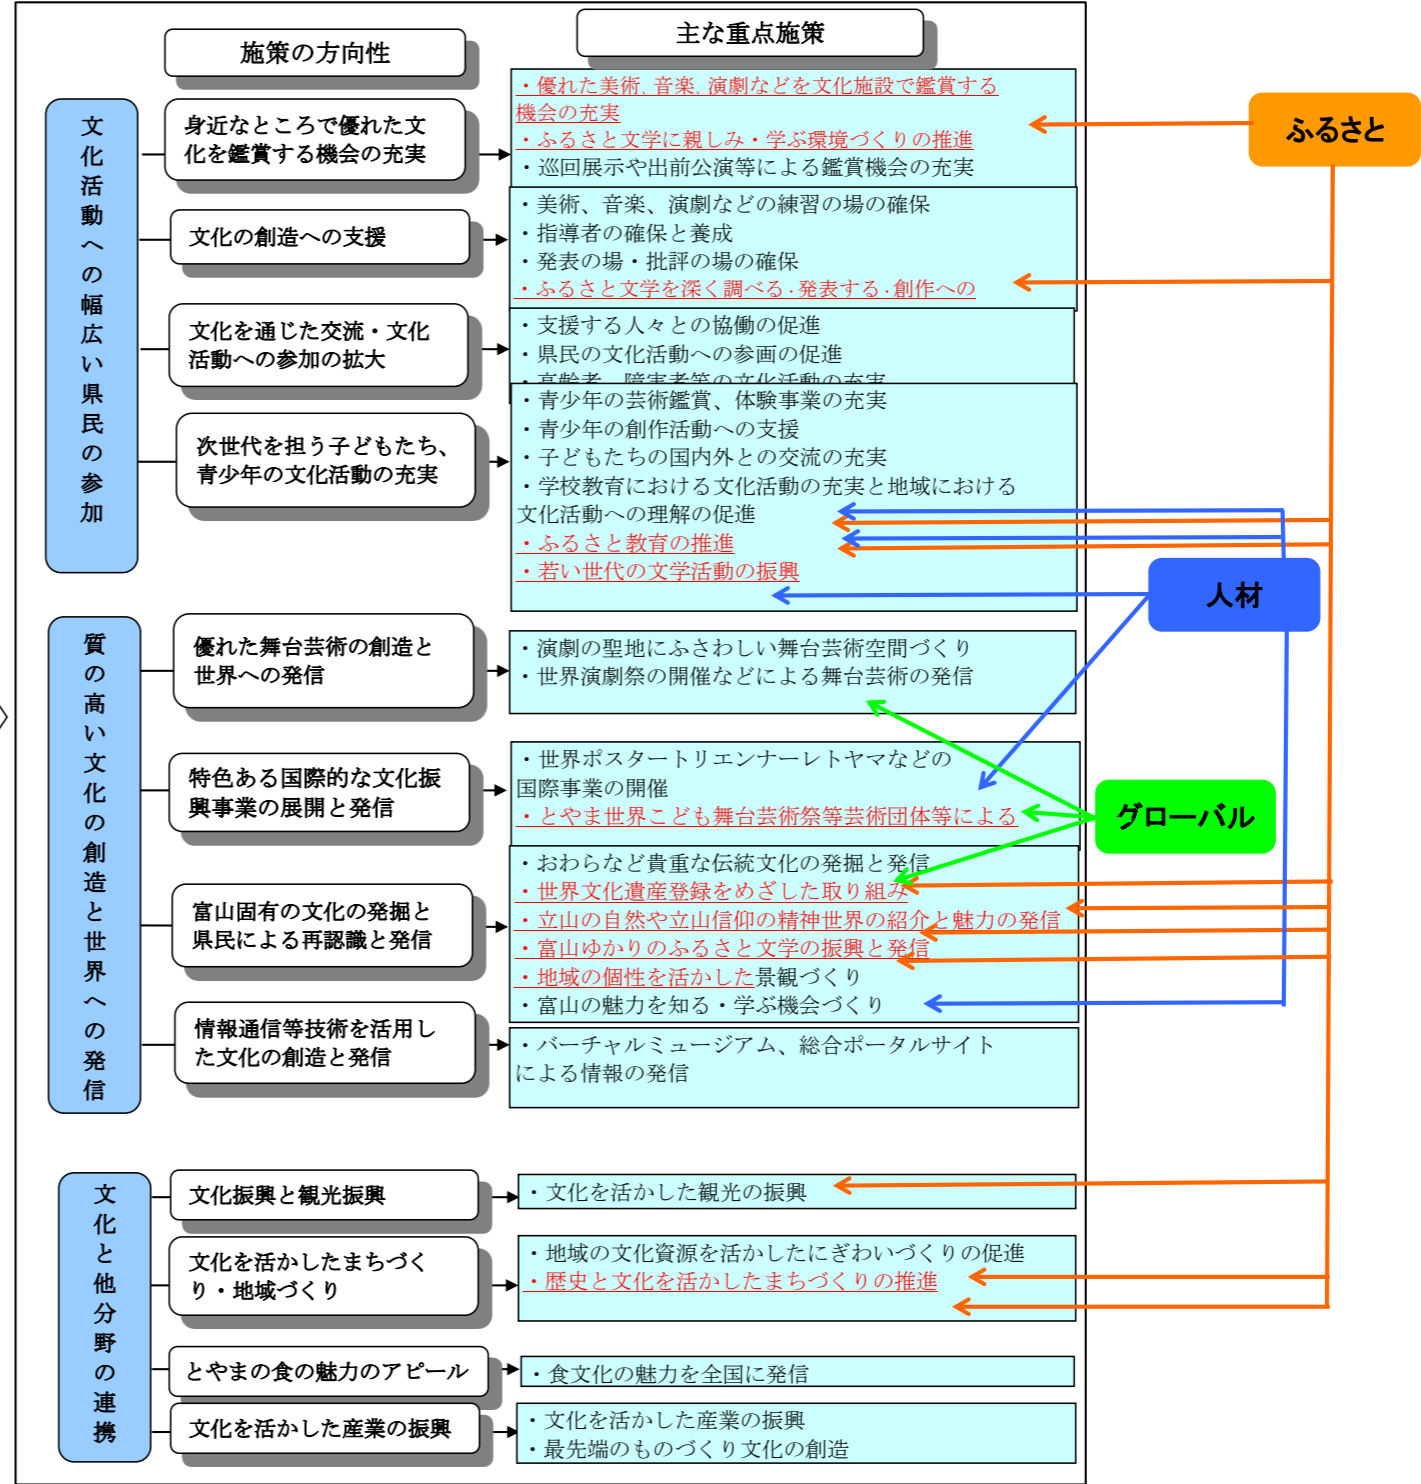 施策の方向性
主な重点施策
文化活動への幅広い県民の参加
身近なところで優れた文
化を鑑賞する機会の充実
・優れた美術、音楽、演劇などを文化施設で鑑賞する
機会の充実
・ふるさと文学に親しみ・学ぶ環境づくりの推進
・巡回展示や出前公演等による鑑賞機会の充実
文化の創造への支援
・美術、音楽、演劇などの練習の場の確保
・指導者の確保と養成
・発表の場・批評の場の確保
・ふるさと文学を深く調べる・発表する・創作への
文化を通じた交流・文化
活動への参加の拡大
・支援する人々との協働の促進
・県民の文化活動への参画の促進
・高齢者、障害者等の文化活動の充実
次世代を担う子どもたち、
青少年の文化活動の充実
・青少年の芸術鑑賞、体験事業の充実
・青少年の創作活動への支援
・子どもたちの国内外との交流の充実
・学校教育における文化活動の充実と地域における
文化活動への理解の促進
・ふるさと教育の推進
・若い世代の文学活動の振興
質の高い文化の創造と世界への発信
優れた舞台芸術の創造と
世界への発信
・演劇の聖地にふさわしい舞台芸術空間づくり
・世界演劇祭の開催などによる舞台芸術の発信
特色ある国際的な文化振
興事業の展開と発信
・世界ポスタートリエンナーレトヤマなどの
国際事業の開催
・とやま世界こども舞台芸術祭等芸術団体等による
富山固有の文化の発掘と
県民による再認識と発信
・おわらなど貴重な伝統文化の発掘と発信
・世界文化遺産登録をめざした取り組み
・立山の自然や立山信仰の精神世界の紹介と魅力の発信
・富山ゆかりのふるさと文学の振興と発信
・地域の個性を活かした景観づくり
・富山の魅力を知る・学ぶ機会づくり
情報通信等技術を活用し
た文化の創造と発信
・バーチャルミュージアム、総合ポータルサイト
による情報の発信
文化と他分野の連携
文化振興と観光振興
・文化を活かした観光の振興
文化を活かしたまちづく
り・地域づくり
・地域の文化資源を活かしたにぎわいづくりの促進
・歴史と文化を活かしたまちづくりの推進
とやまの食の魅力のアピール
・食文化の魅力を全国に発信
文化を活かした産業の振興
・文化を活かした産業の振興
・最先端のものづくり文化の創造
ふるさと
人材
グローバル